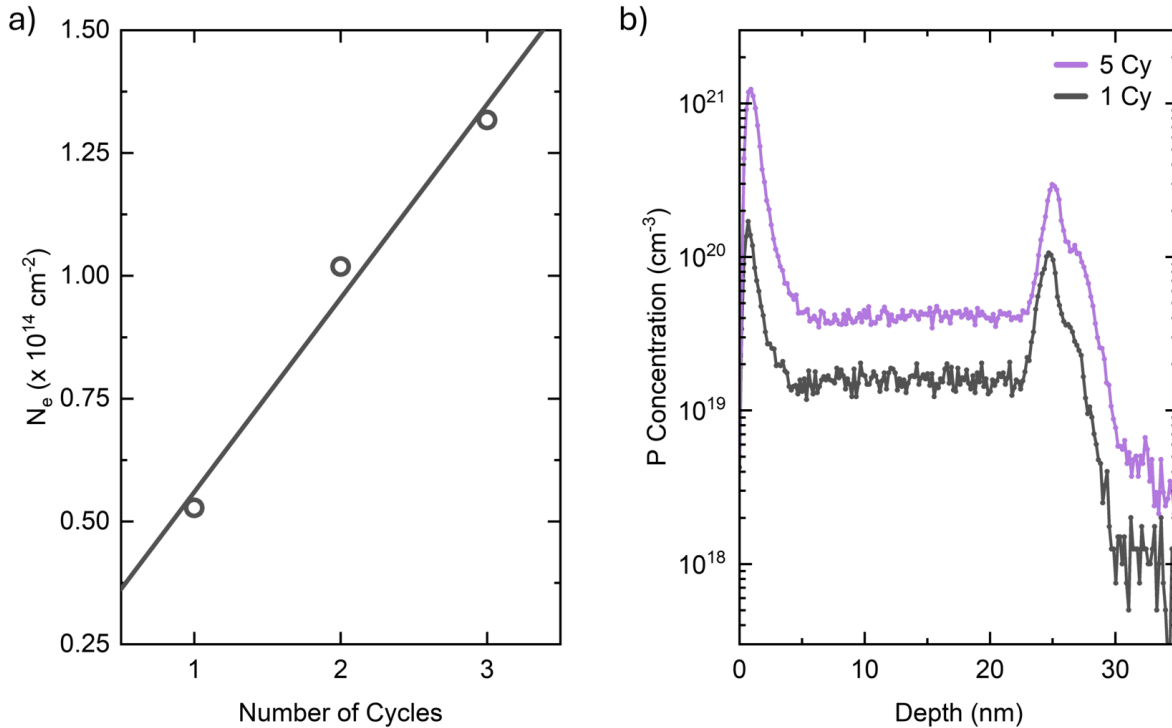 a)
1.50
1.25
1.00
0.75
0.50
0.25
N_e (x 10^14 cm^-2)
1 2 3
Number of Cycles
b)
5 Cy
1 Cy
10^21
10^20
10^19
10^18
P Concentration (cm^-3)
0 10 20 30
Depth (nm)